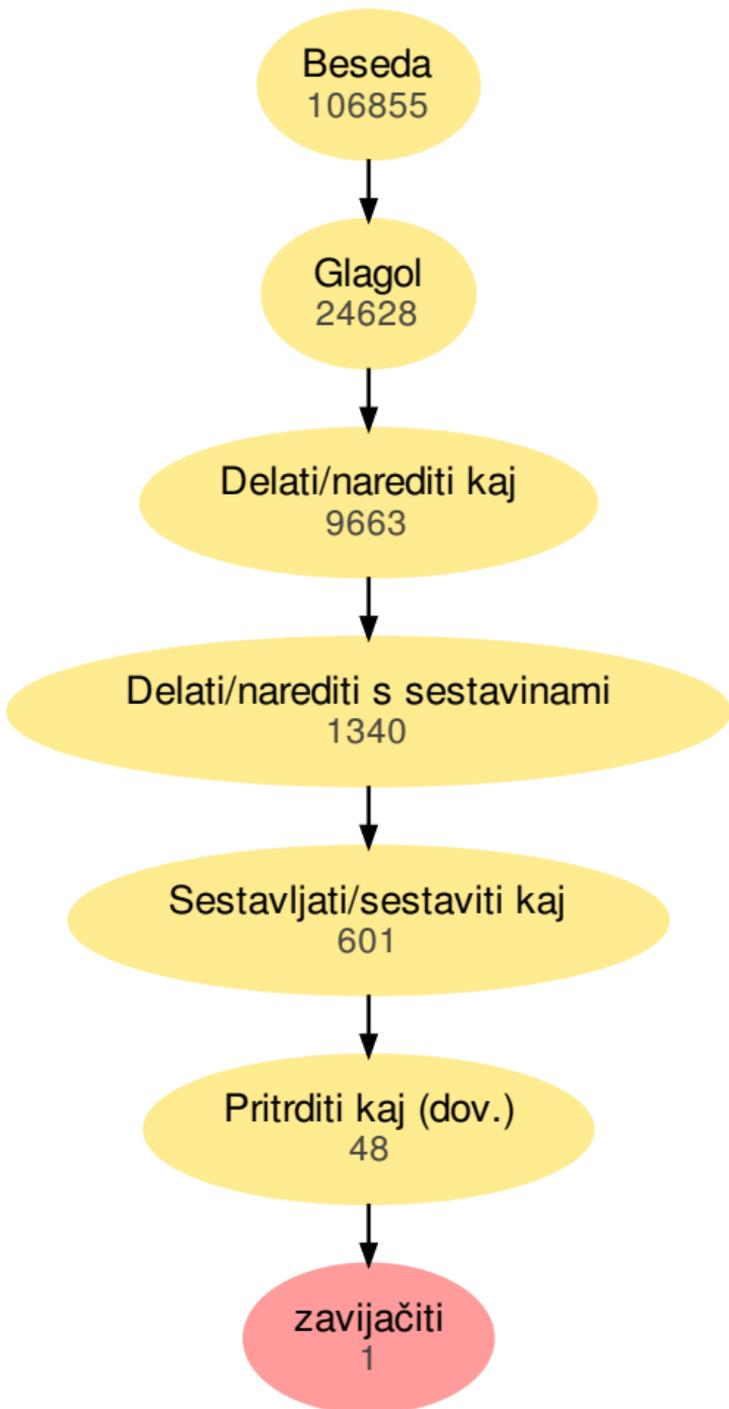 Beseda
106855
Glagol
24628
Delati/narediti kaj
9663
Delati/narediti s sestavinami
1340
Sestavljati/sestaviti kaj
601
Pritrditi kaj (dov.)
48
zavijačiti
1